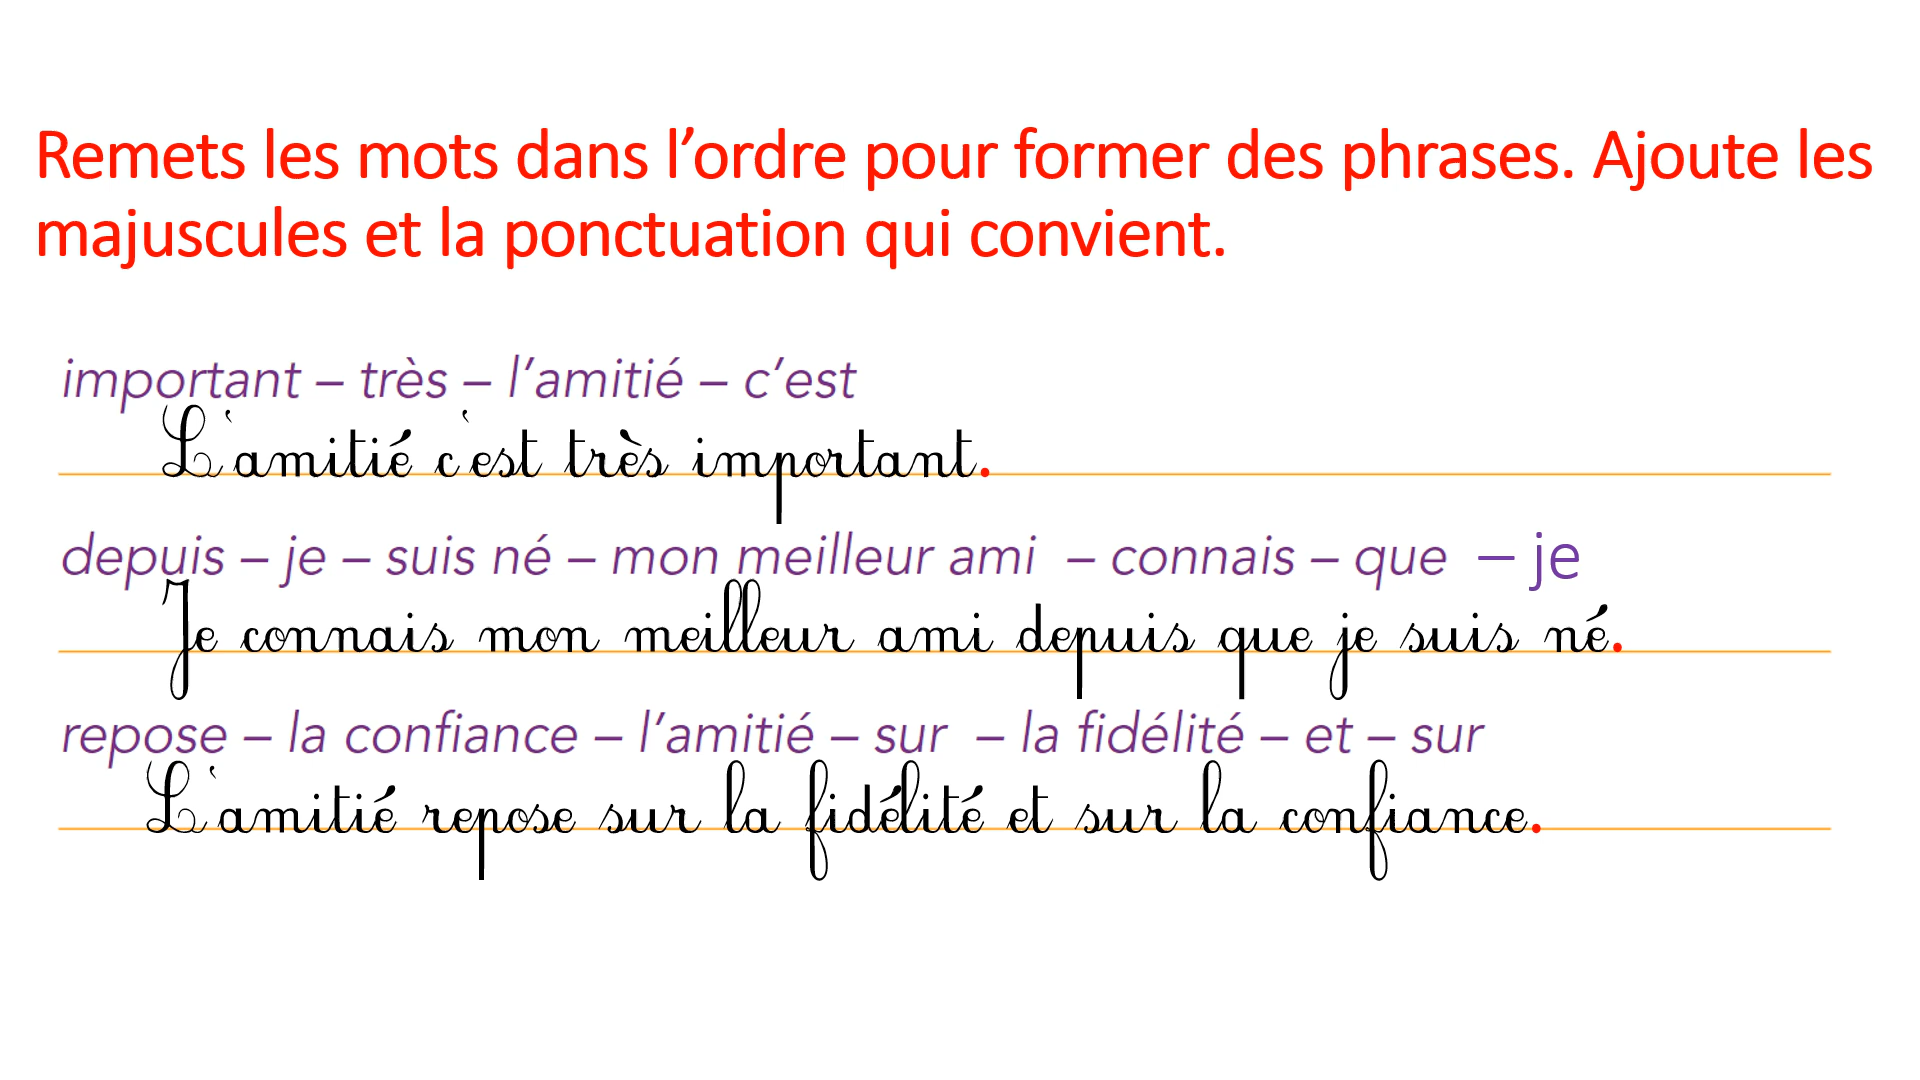 Remets les mots dans l’ordre pour former des phrases. Ajoute les
majuscules et la ponctuation qui convient.
important – très – l’amitié – c’est
L‘amitié c‘est très important.
depuis – je – suis né – mon meilleur ami – connais – que – je
Je connais mon meilleur ami depuis que je suis né.
repose – la confiance – l’amitié – sur – la fidélité – et – sur
L‘amitié repose sur la fidélité et sur la confiance.